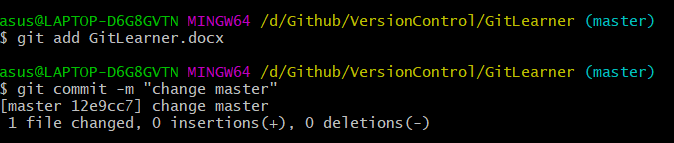 asus@LAPTOP-D6G8GVTN MINGW64 /d/Github/VersionControl/GitLearner (master)
$ git add GitLearner.docx
asus@LAPTOP-D6G8GVTN MINGW64 /d/Github/VersionControl/GitLearner (master)
$ git commit -m "change master"
[master 12e9cc7] change master
 1 file changed, 0 insertions(+), 0 deletions(-)